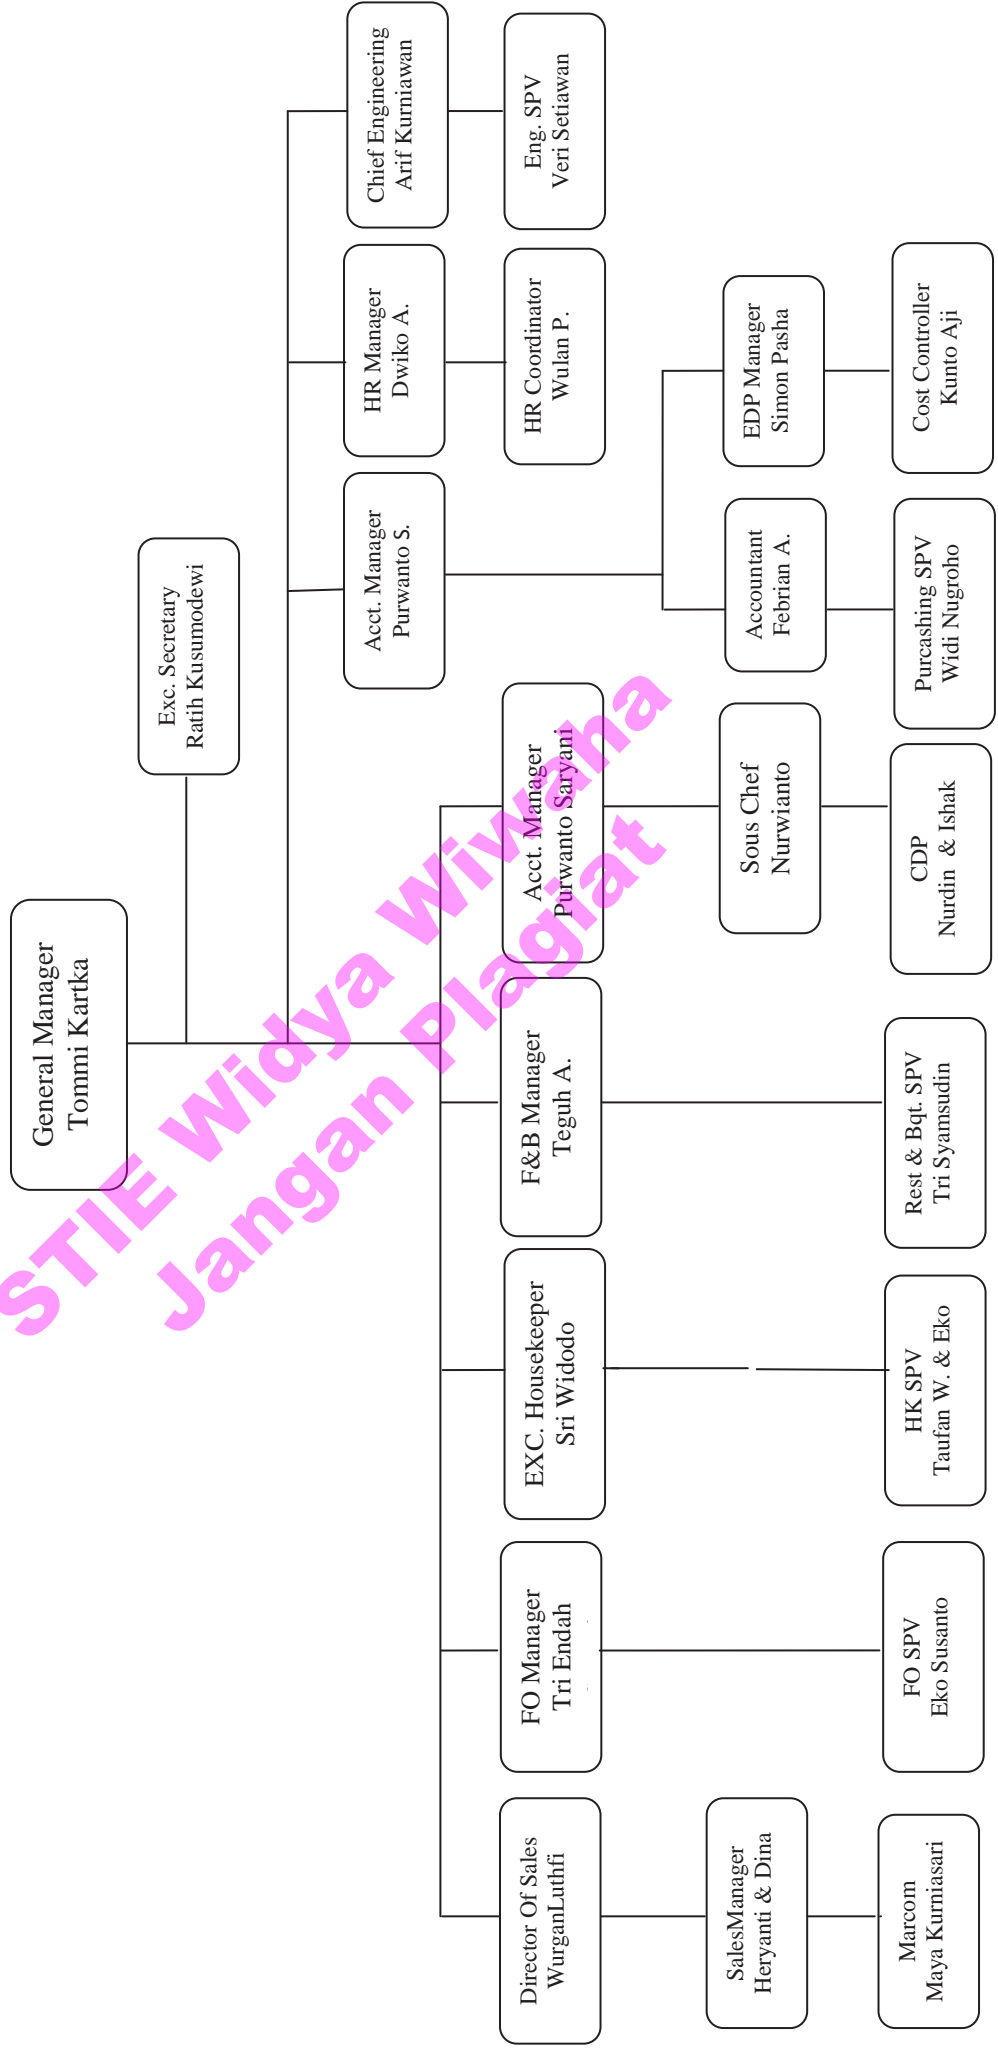 General Manager
Tommi Kartka
Exc. Secretary
Ratih Kusumodewi
Acct. Manager
Purwanto S.
HR Manager
Dwiko A.
Chief Engineering
Arif Kurniawan
Director Of Sales
WurganLuthfi
FO Manager
Tri Endah
EXC. Housekeeper
Sri Widodo
F&B Manager
Teguh A.
Acct. Manager
Purwanto Saryani
HR Coordinator
Wulan P.
Eng. SPV
Veri Setiawan
SalesManager
Heryanti & Dina
Sous Chef
Nurwianto
Accountant
Febrian A.
EDP Manager
Simon Pasha
Marcom
Maya Kurniasari
FO SPV
Eko Susanto
HK SPV
Taufan W. & Eko
Rest & Bqt. SPV
Tri Syamsudin
CDP
Nurdin & Ishak
Purcashing SPV
Widi Nugroho
Cost Controller
Kunto Aji
STIE Widya Wiwaha
Jangan Plagiat